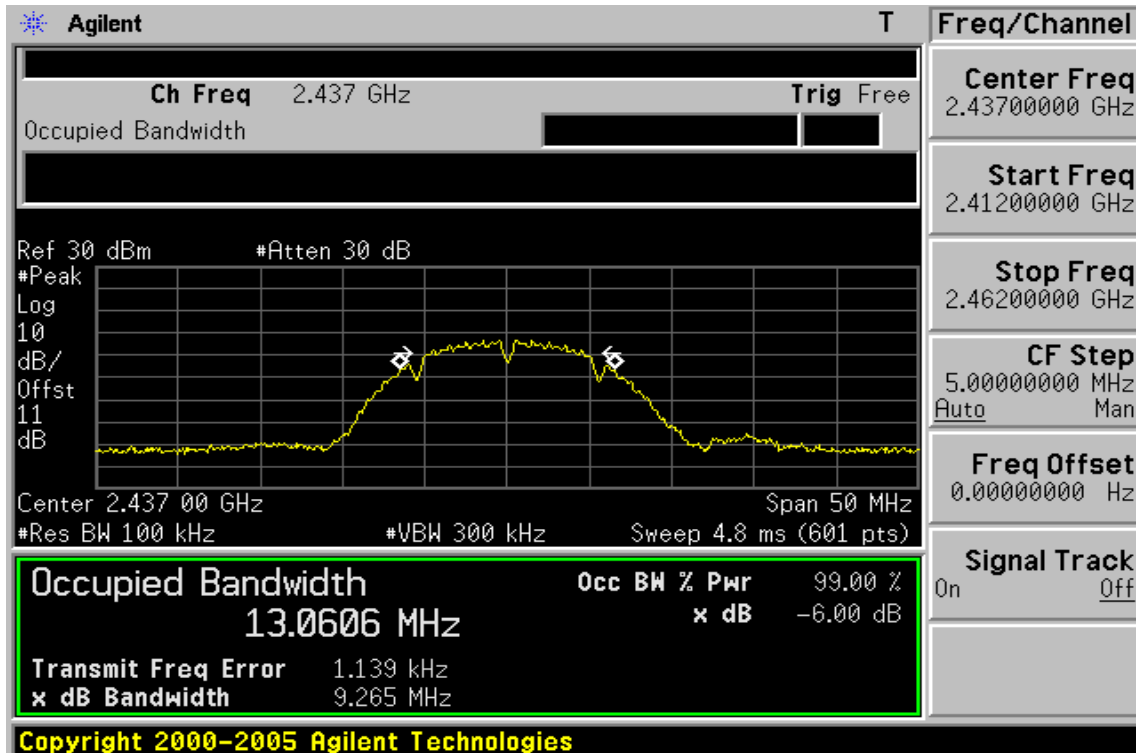 Agilent T Freq/Channel
Ch Freq 2.437 GHz Trig Free
Occupied Bandwidth
Center Freq
2.43700000 GHz
Start Freq
2.41200000 GHz
Stop Freq
2.46200000 GHz
CF Step
5.00000000 MHz
Auto Man
Freq Offset
0.00000000 Hz
Signal Track
On Off
Ref 30 dBm #Atten 30 dB
#Peak
Log
10
dB/
Offst
11
dB
Center 2.437 00 GHz Span 50 MHz
#Res BW 100 kHz #VBW 300 kHz Sweep 4.8 ms (601 pts)
Occupied Bandwidth Occ BW % Pwr 99.00 %
13.0606 MHz x dB -6.00 dB
Transmit Freq Error 1.139 kHz
x dB Bandwidth 9.265 MHz
Copyright 2000-2005 Agilent Technologies